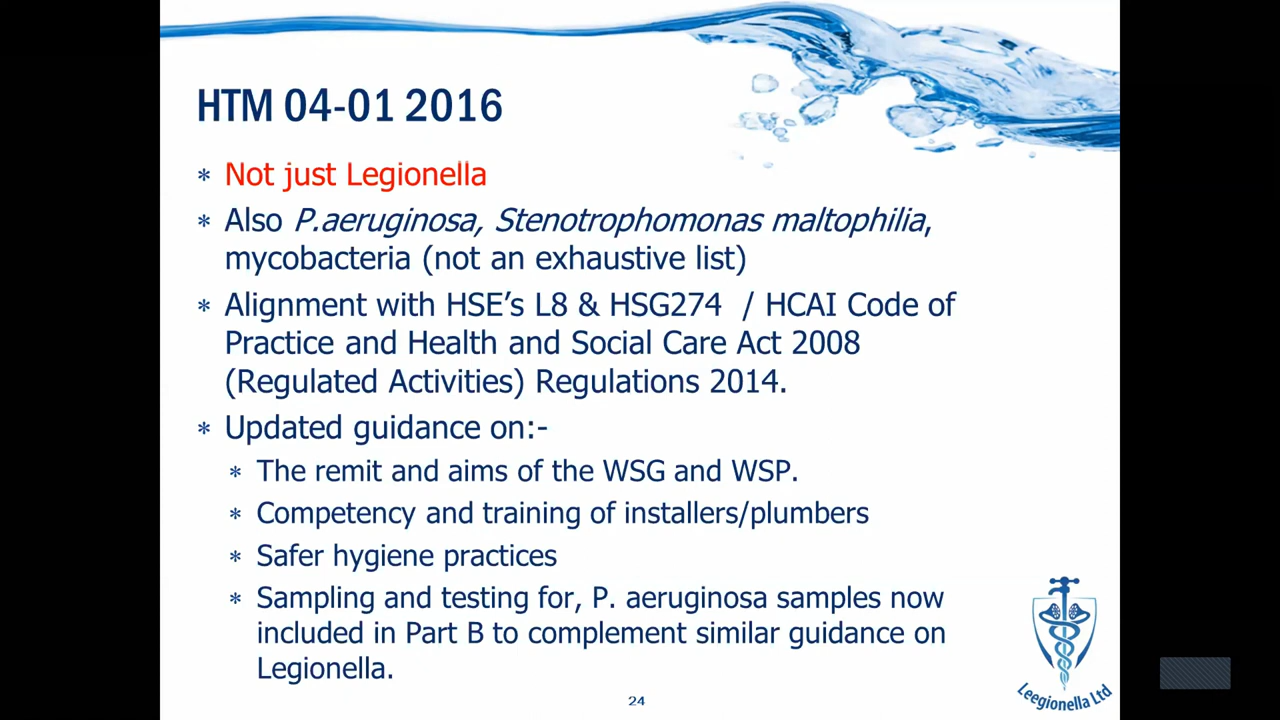 HTM 04-01 2016
* Not just Legionella
* Also P.aeruginosa, Stenotrophomonas maltophilia,
mycobacteria (not an exhaustive list)
* Alignment with HSE’s L8 & HSG274 / HCAI Code of
Practice and Health and Social Care Act 2008
(Regulated Activities) Regulations 2014.
* Updated guidance on:-
* The remit and aims of the WSG and WSP.
* Competency and training of installers/plumbers
* Safer hygiene practices
* Sampling and testing for, P. aeruginosa samples now
included in Part B to complement similar guidance on
Legionella.
Leegionella Ltd
24